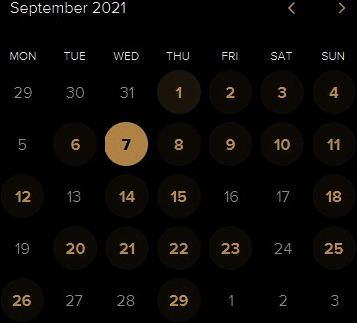 September 2021
MON TUE WED THU FRI SAT SUN
29 30 31 1 2 3 4
5 6 7 8 9 10 11
12 13 14 15 16 17 18
19 20 21 22 23 24 25
26 27 28 29 1 2 3